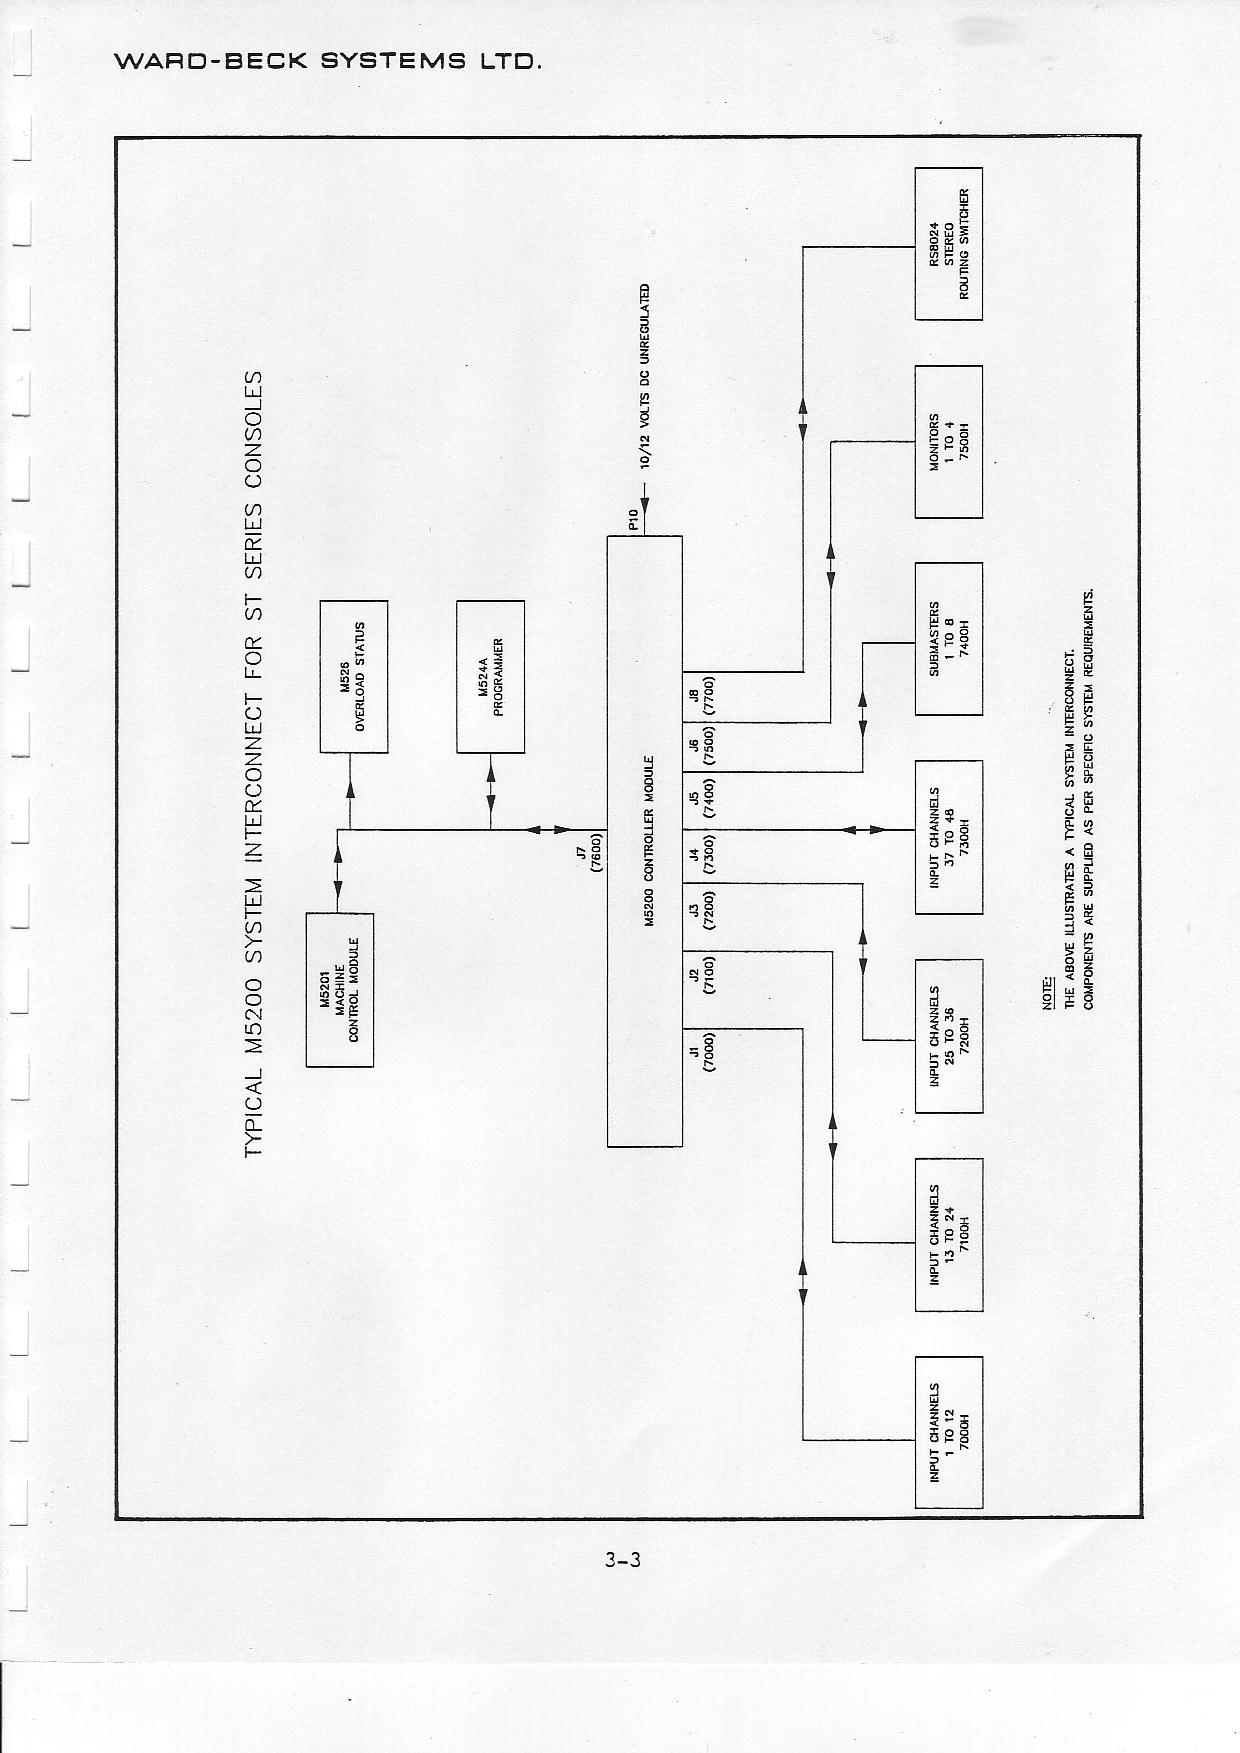 WARD-BECK SYSTEMS LTD.
TYPICAL M5200 SYSTEM INTERCONNECT FOR ST SERIES CONSOLES
M5201
MACHINE
CONTROL MODULE
M526
OVERLOAD STATUS
M524A
PROGRAMMER
J7
(7600)
M5200 CONTROLLER MODULE
P10
10/12 VOLTS DC UNREGULATED
J1
(7000)
J2
(7100)
J3
(7200)
J4
(7300)
J5
(7400)
J6
(7500)
J8
(7700)
INPUT CHANNELS
1 TO 12
7000H
INPUT CHANNELS
13 TO 24
7100H
INPUT CHANNELS
25 TO 36
7200H
INPUT CHANNELS
37 TO 48
7300H
SUBMASTERS
1 TO 8
7400H
MONITORS
1 TO 4
7500H
RS8024
STEREO
ROUTING SWITCHER
NOTE:
THE ABOVE ILLUSTRATES A TYPICAL SYSTEM INTERCONNECT.
COMPONENTS ARE SUPPLIED AS PER SPECIFIC SYSTEM REQUIREMENTS.
3-3